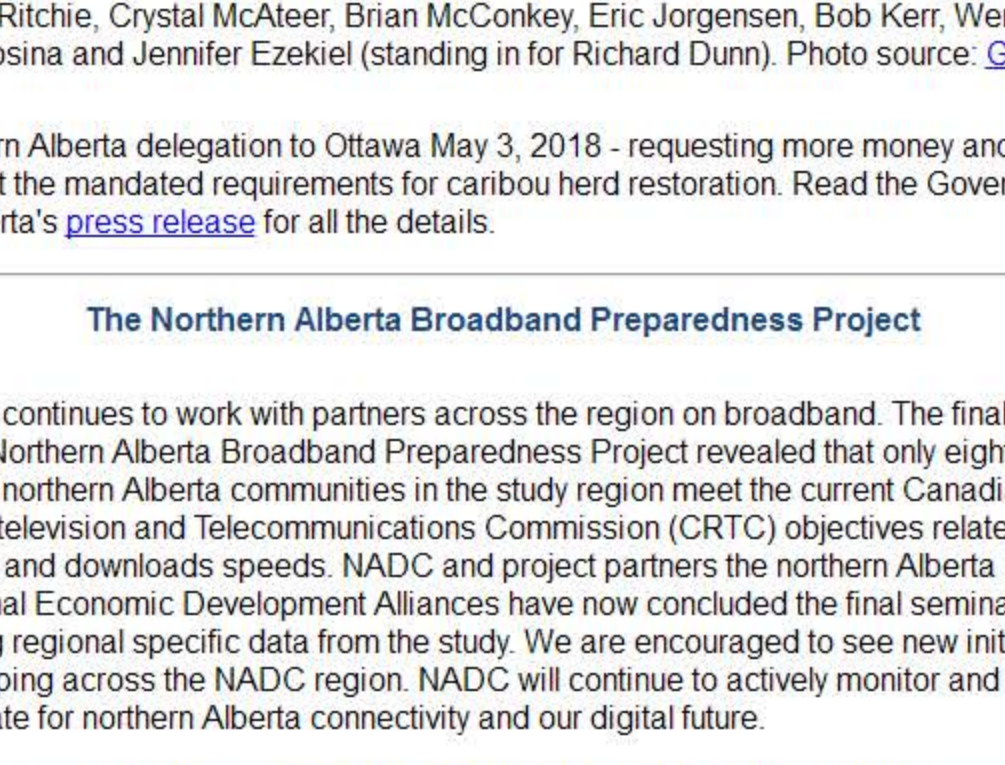 Ritchie, Crystal McAteer, Brian McConkey, Eric Jorgensen, Bob Kerr, We
osina and Jennifer Ezekiel (standing in for Richard Dunn). Photo source: G
rn Alberta delegation to Ottawa May 3, 2018 - requesting more money and
t the mandated requirements for caribou herd restoration. Read the Gover
rta's press release for all the details.
The Northern Alberta Broadband Preparedness Project
continues to work with partners across the region on broadband. The final
Northern Alberta Broadband Preparedness Project revealed that only eigh
northern Alberta communities in the study region meet the current Canadi
television and Telecommunications Commission (CRTC) objectives relate
and downloads speeds. NADC and project partners the northern Alberta
nal Economic Development Alliances have now concluded the final semina
g regional specific data from the study. We are encouraged to see new init
ping across the NADC region. NADC will continue to actively monitor and
ate for northern Alberta connectivity and our digital future.